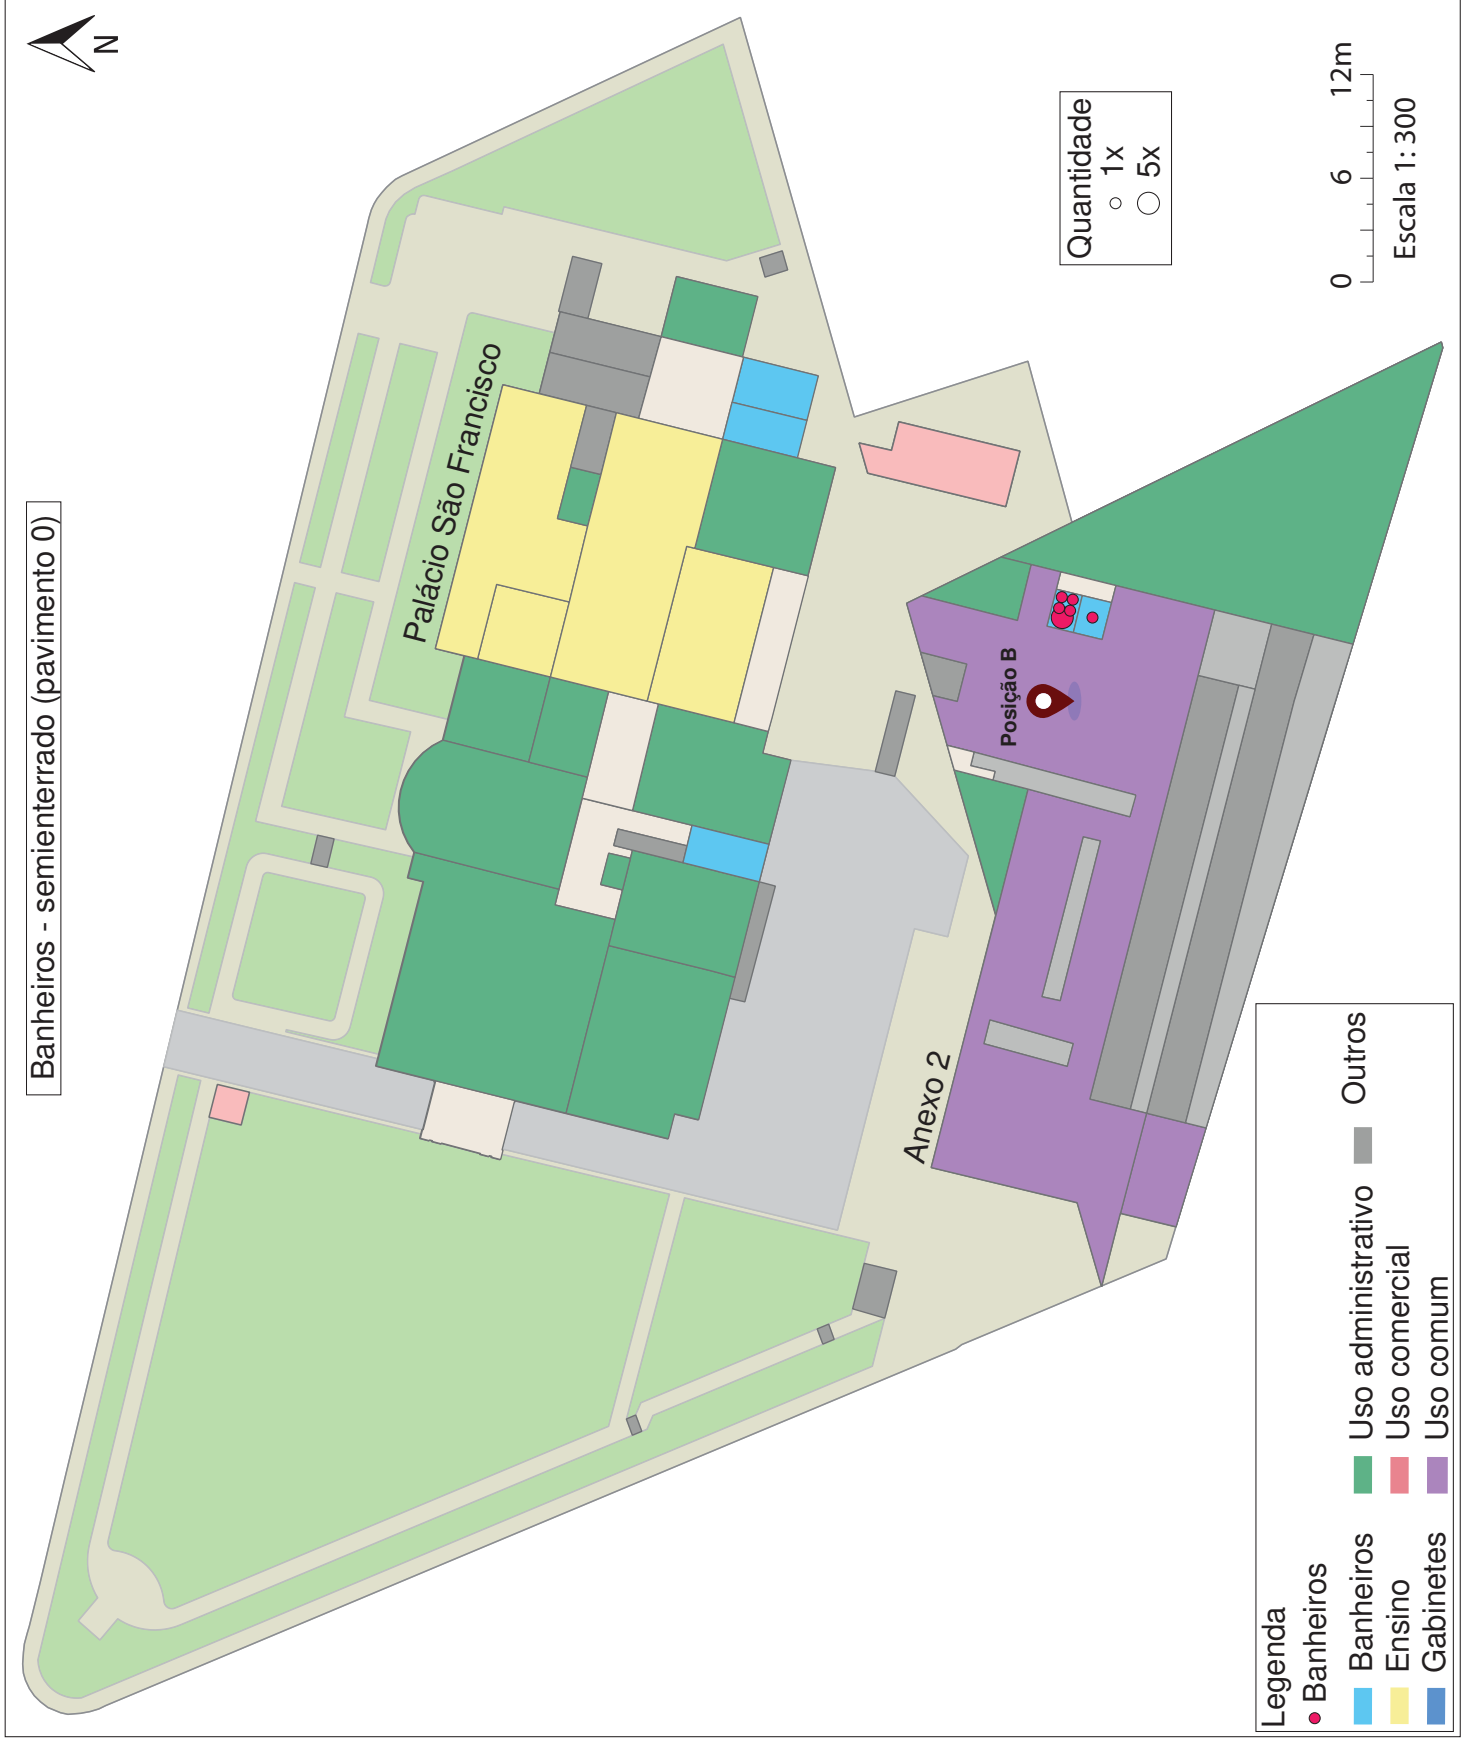 Banheiros - semienterrado (pavimento 0)
N
Palácio São Francisco
Anexo 2
Posição B
Quantidade
1x
5x
0 6 12m
Escala 1: 300
Legenda
Banheiros
Banheiros
Ensino
Gabinetes
Uso administrativo
Uso comercial
Uso comum
Outros